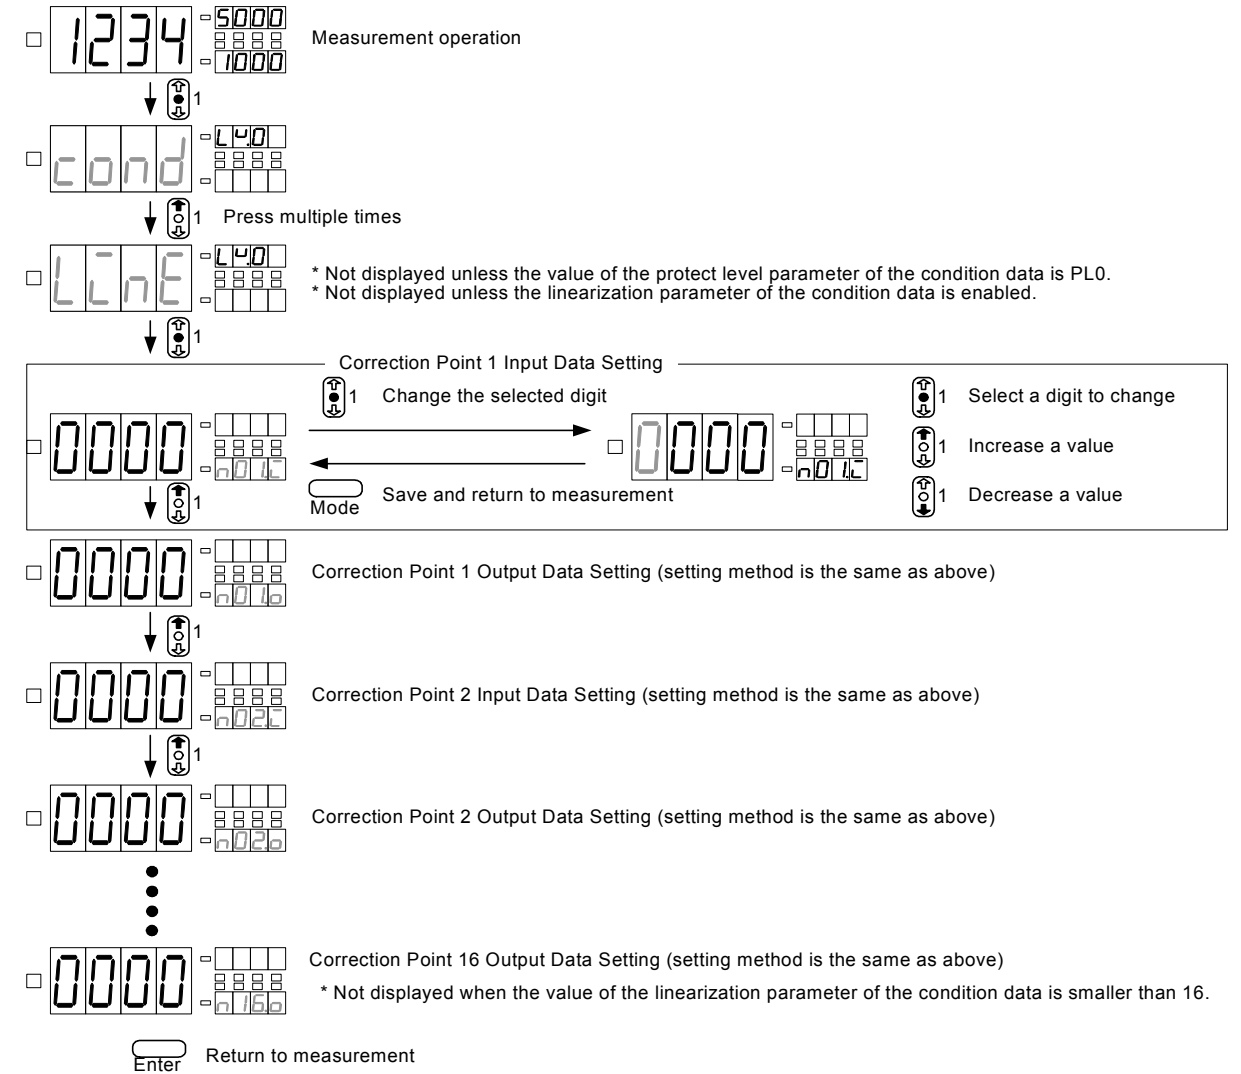 1234 5000
1000
Measurement operation
1
cond L4.0
1 Press multiple times
LinE L4.0
* Not displayed unless the value of the protect level parameter of the condition data is PL0.
* Not displayed unless the linearization parameter of the condition data is enabled.
1
Correction Point 1 Input Data Setting
1 Change the selected digit
1 Select a digit to change
0000 n01.i
0000 n01.i
1 Increase a value
Mode Save and return to measurement
1 Decrease a value
1
0000 n01.o
Correction Point 1 Output Data Setting (setting method is the same as above)
1
0000 n02.i
Correction Point 2 Input Data Setting (setting method is the same as above)
1
0000 n02.o
Correction Point 2 Output Data Setting (setting method is the same as above)
0000 n16.o
Correction Point 16 Output Data Setting (setting method is the same as above)
* Not displayed when the value of the linearization parameter of the condition data is smaller than 16.
Enter Return to measurement